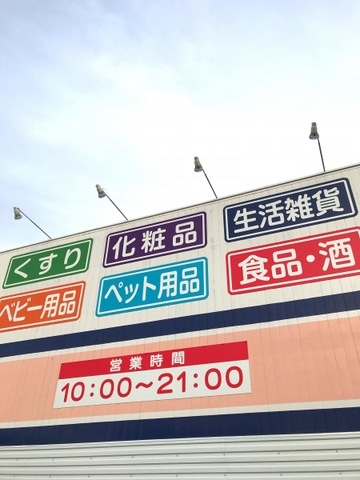 くすり
化粧品
生活雑貨
ベビー用品
ペット用品
食品・酒
営業時間
10:00〜21:00